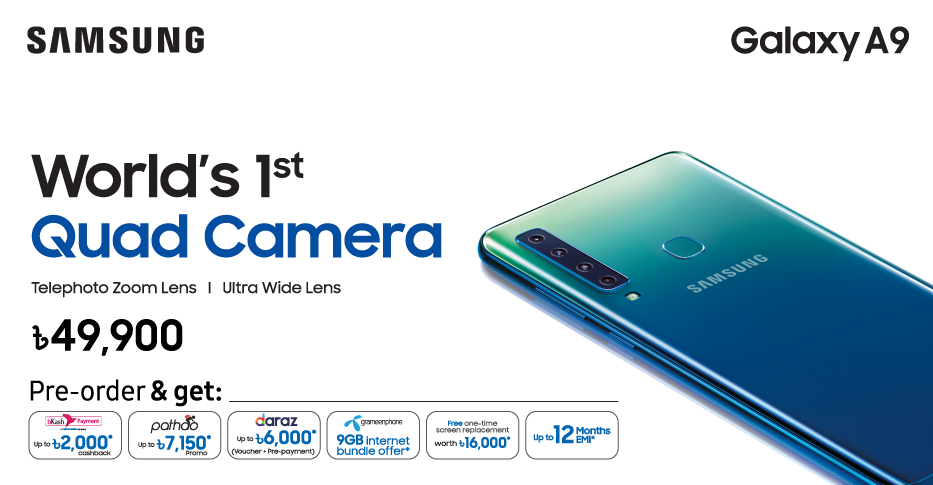 SAMSUNG
Galaxy A9
World's 1st
Quad Camera
Telephoto Zoom Lens | Ultra Wide Lens
৳49,900
SAMSUNG
Pre-order & get:
bKash Payment
Up to ৳2,000*
cashback
pathao
Up to ৳7,150*
Promo
daraz
Up to ৳6,000*
(Voucher + Pre-payment)
grameenphone
9GB internet
bundle offer*
Free one-time
screen replacement
worth ৳16,000*
Up to 12 Months
EMI*